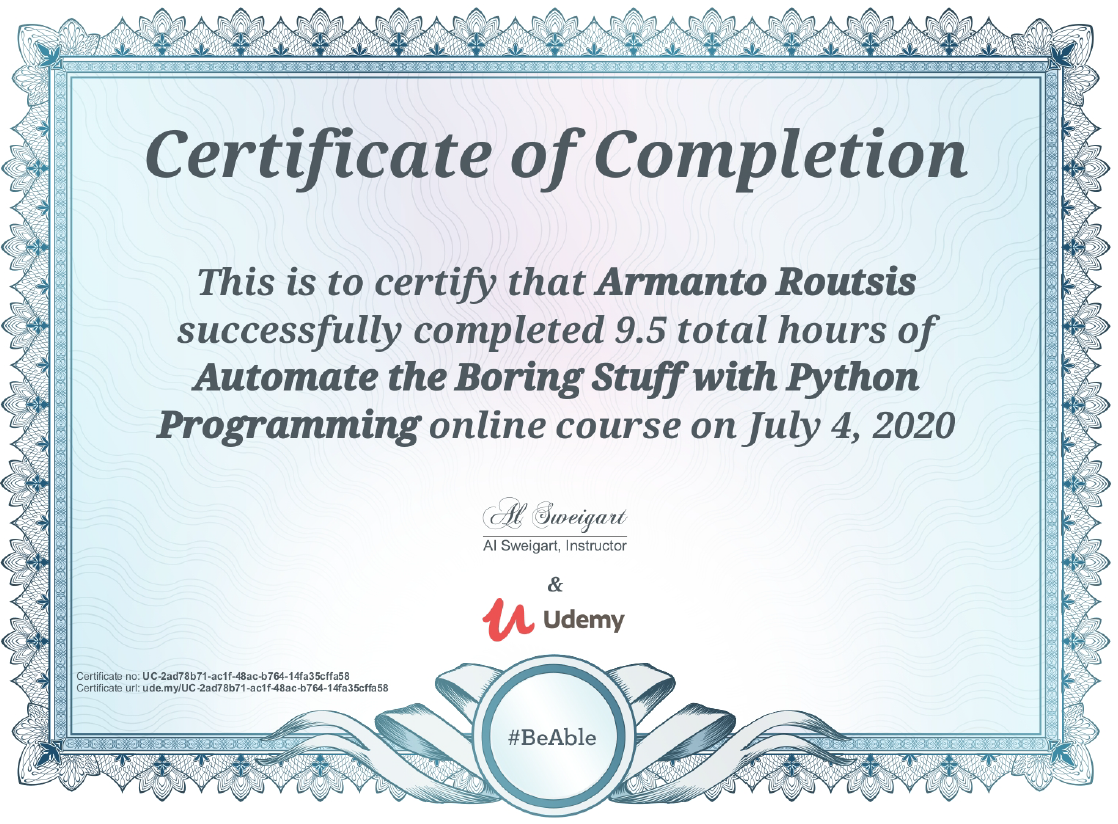 Certificate of Completion
This is to certify that Armanto Routsis
successfully completed 9.5 total hours of
Automate the Boring Stuff with Python
Programming online course on July 4, 2020
Al Sweigart
Al Sweigart, Instructor
&
Udemy
Certificate no: UC-2ad78b71-ac1f-48ac-b764-14fa35cffa58
Certificate url: ude.my/UC-2ad78b71-ac1f-48ac-b764-14fa35cffa58
#BeAble